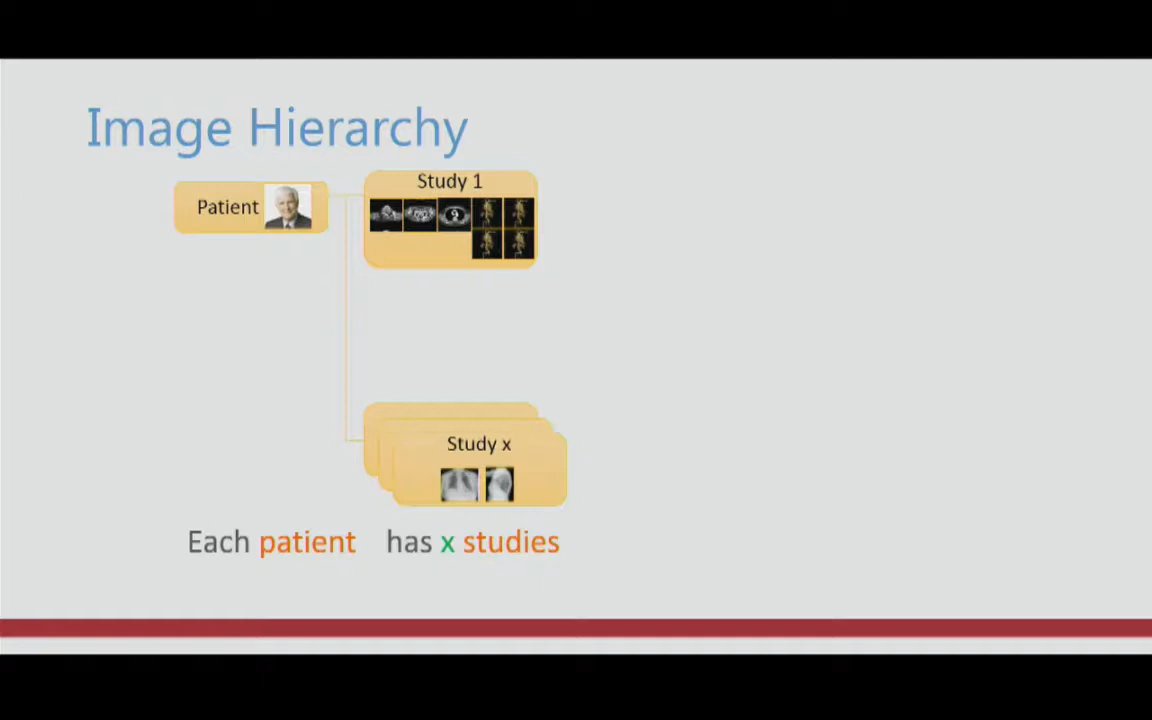 Image Hierarchy
Patient
Study 1
Study x
Each patient has x studies